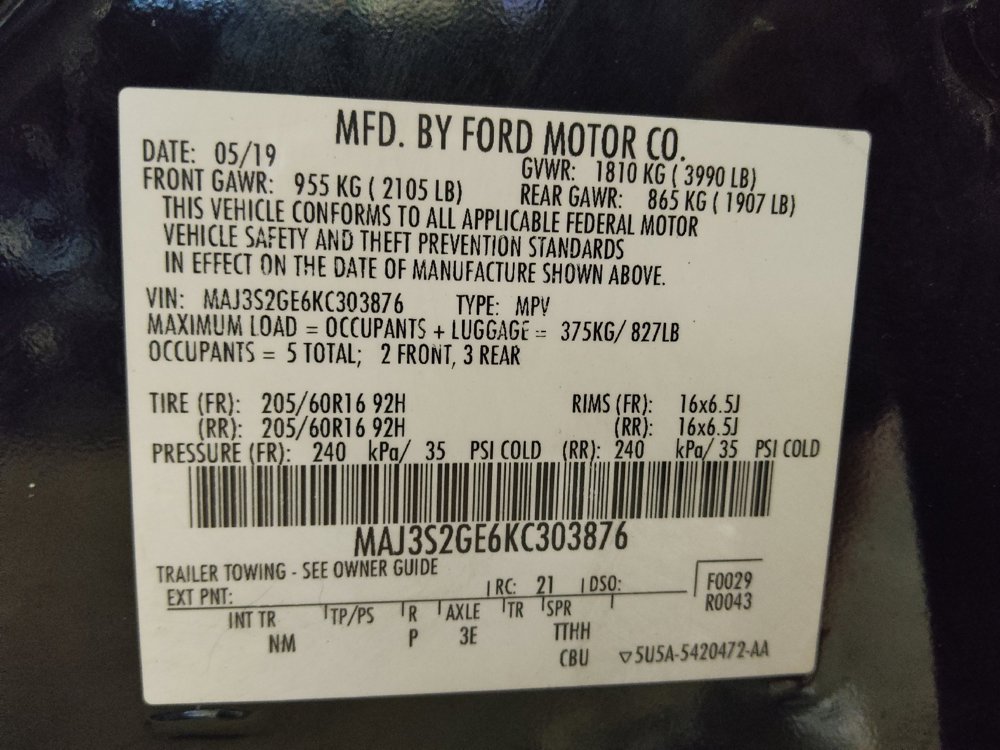 MFD. BY FORD MOTOR CO.
DATE: 05/19 GVWR: 1810 KG ( 3990 LB)
FRONT GAWR: 955 KG ( 2105 LB) REAR GAWR: 865 KG ( 1907 LB)
THIS VEHICLE CONFORMS TO ALL APPLICABLE FEDERAL MOTOR
VEHICLE SAFETY AND THEFT PREVENTION STANDARDS
IN EFFECT ON THE DATE OF MANUFACTURE SHOWN ABOVE.
VIN: MAJ3S2GE6KC303876 TYPE: MPV
MAXIMUM LOAD = OCCUPANTS + LUGGAGE = 375KG/ 827LB
OCCUPANTS = 5 TOTAL; 2 FRONT, 3 REAR
TIRE (FR): 205/60R16 92H RIMS (FR): 16x6.5J
(RR): 205/60R16 92H (RR): 16x6.5J
PRESSURE (FR): 240 kPa/ 35 PSI COLD (RR): 240 kPa/ 35 PSI COLD
MAJ3S2GE6KC303876
TRAILER TOWING - SEE OWNER GUIDE
EXT PNT: RC: 21 DSO: F0029
R0043
INT TR TP/PS R AXLE TR SPR
NM P 3E TTHH
CBU ▽5U5A-5420472-AA